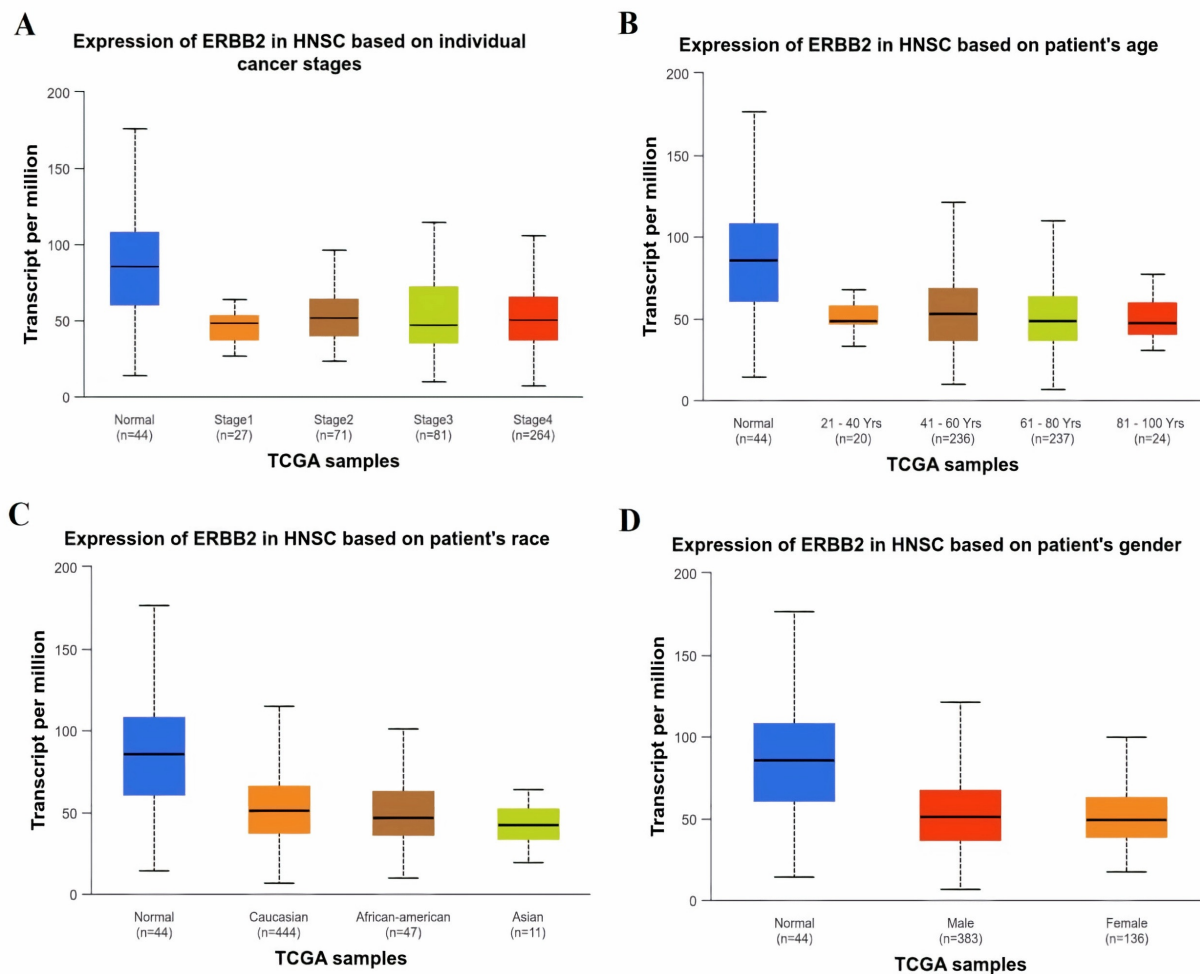 A
Expression of ERBB2 in HNSC based on individual
cancer stages
Transcript per million
200
150
100
50
0
Normal
(n=44)
Stage1
(n=27)
Stage2
(n=71)
Stage3
(n=81)
Stage4
(n=264)
TCGA samples
B
Expression of ERBB2 in HNSC based on patient's age
Transcript per million
200
150
100
50
0
Normal
(n=44)
21 - 40 Yrs
(n=20)
41 - 60 Yrs
(n=236)
61 - 80 Yrs
(n=237)
81 - 100 Yrs
(n=24)
TCGA samples
C
Expression of ERBB2 in HNSC based on patient's race
Transcript per million
200
150
100
50
0
Normal
(n=44)
Caucasian
(n=444)
African-american
(n=47)
Asian
(n=11)
TCGA samples
D
Expression of ERBB2 in HNSC based on patient's gender
Transcript per million
200
150
100
50
0
Normal
(n=44)
Male
(n=383)
Female
(n=136)
TCGA samples